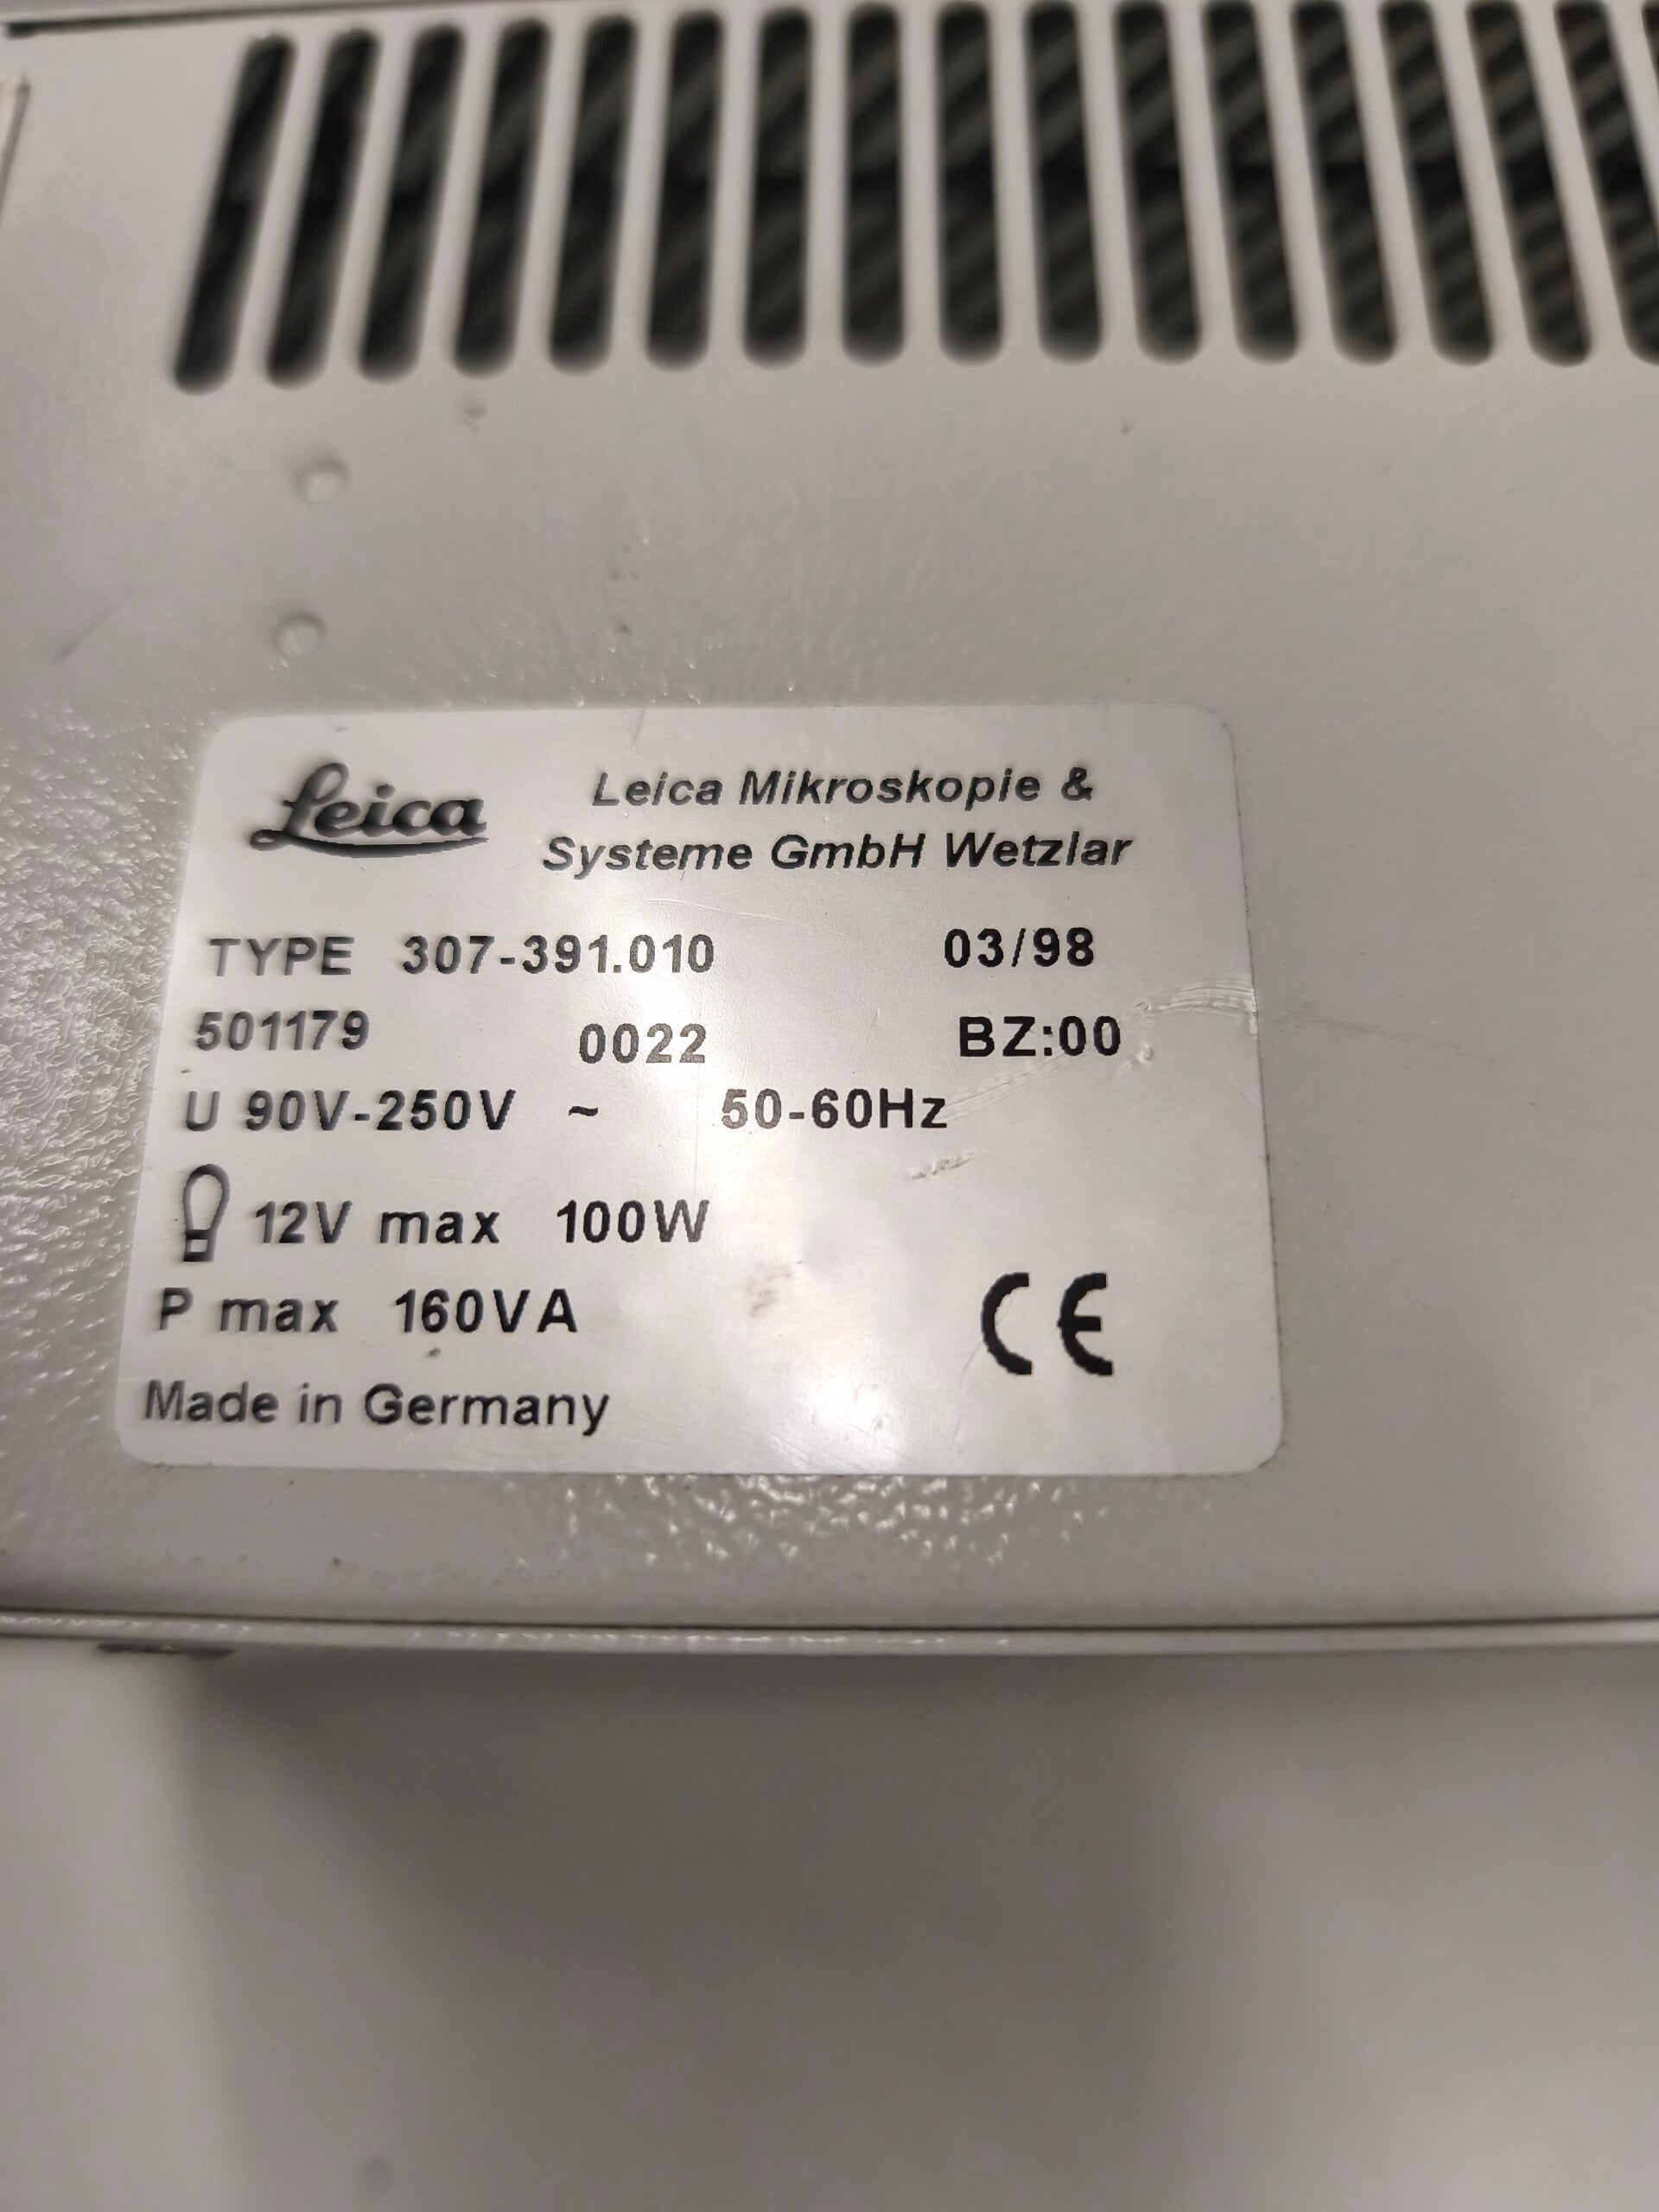 Leica Leica Mikroskopie &
Systeme GmbH Wetzlar
TYPE 307-391.010 03/98
501179 0022 BZ:00
U 90V-250V ~ 50-60Hz
12V max 100W
P max 160VA
CE
Made in Germany